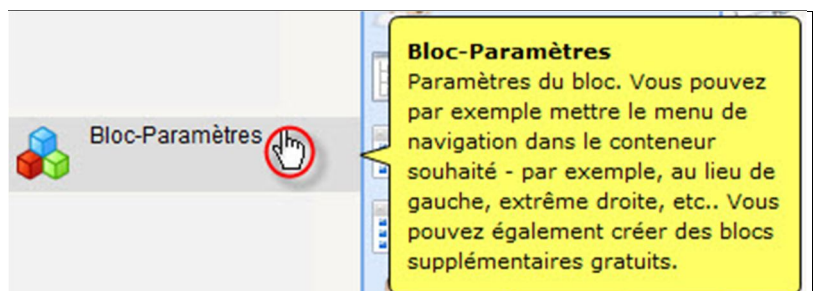 Bloc-Paramètres
Bloc-Paramètres
Paramètres du bloc. Vous pouvez
par exemple mettre le menu de
navigation dans le conteneur
souhaité - par exemple, au lieu de
gauche, extrême droite, etc.. Vous
pouvez également créer des blocs
supplémentaires gratuits.